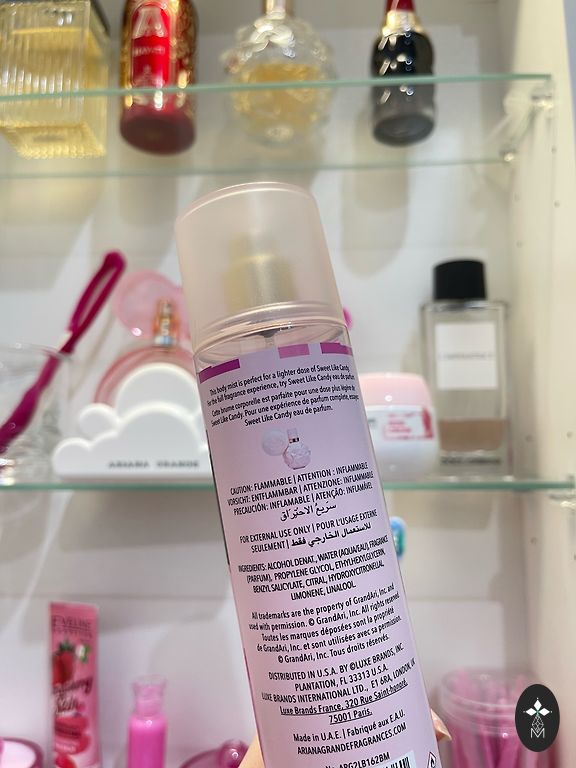 ARIANA GRANDE
This body mist is perfect for a lighter dose of Sweet Like Candy.
For the full fragrance experience, try Sweet Like Candy eau de parfum.
Cette brume corporelle est parfaite pour une dose plus légère de
Sweet Like Candy. Pour une expérience de parfum complète, essayez
Sweet Like Candy eau de parfum.
CAUTION: FLAMMABLE | ATTENTION : INFLAMMABLE
VORSICHT: ENTFLAMMBAR | ATTENZIONE: INFIAMMABILE
PRECAUCIÓN: INFLAMABLE | ATENÇÃO: INFLAMÁVEL
سريع الاحتراق
FOR EXTERNAL USE ONLY | POUR L'USAGE EXTERNE
SEULEMENT | للاستعمال الخارجي فقط
INGREDIENTS: ALCOHOL DENAT., WATER (AQUA/EAU), FRAGRANCE
(PARFUM), PROPYLENE GLYCOL, ETHYLHEXYLGLYCERIN,
BENZYL SALICYLATE, CITRAL, HYDROXYCITRONELLAL,
LIMONENE, LINALOOL.
All trademarks are the property of GrandAri, Inc. and
used with permission. © GrandAri, Inc. All rights reserved.
Toutes les marques déposées sont la propriété
de GrandAri, Inc. et sont utilisées avec sa permission.
© GrandAri, Inc. Tous droits réservés.
DISTRIBUTED IN U.S.A. BY ©LUXE BRANDS, INC.
PLANTATION, FL 33313 U.S.A.
LUXE BRANDS INTERNATIONAL LTD., E1 6RA, LONDON, UK
Luxe Brands France, 320 Rue Saint-honoré,
75001 Paris.
Made in U.A.E. | Fabriqué aux E.A.U.
ARIANAGRANDEFRAGRANCES.COM
EVELINE